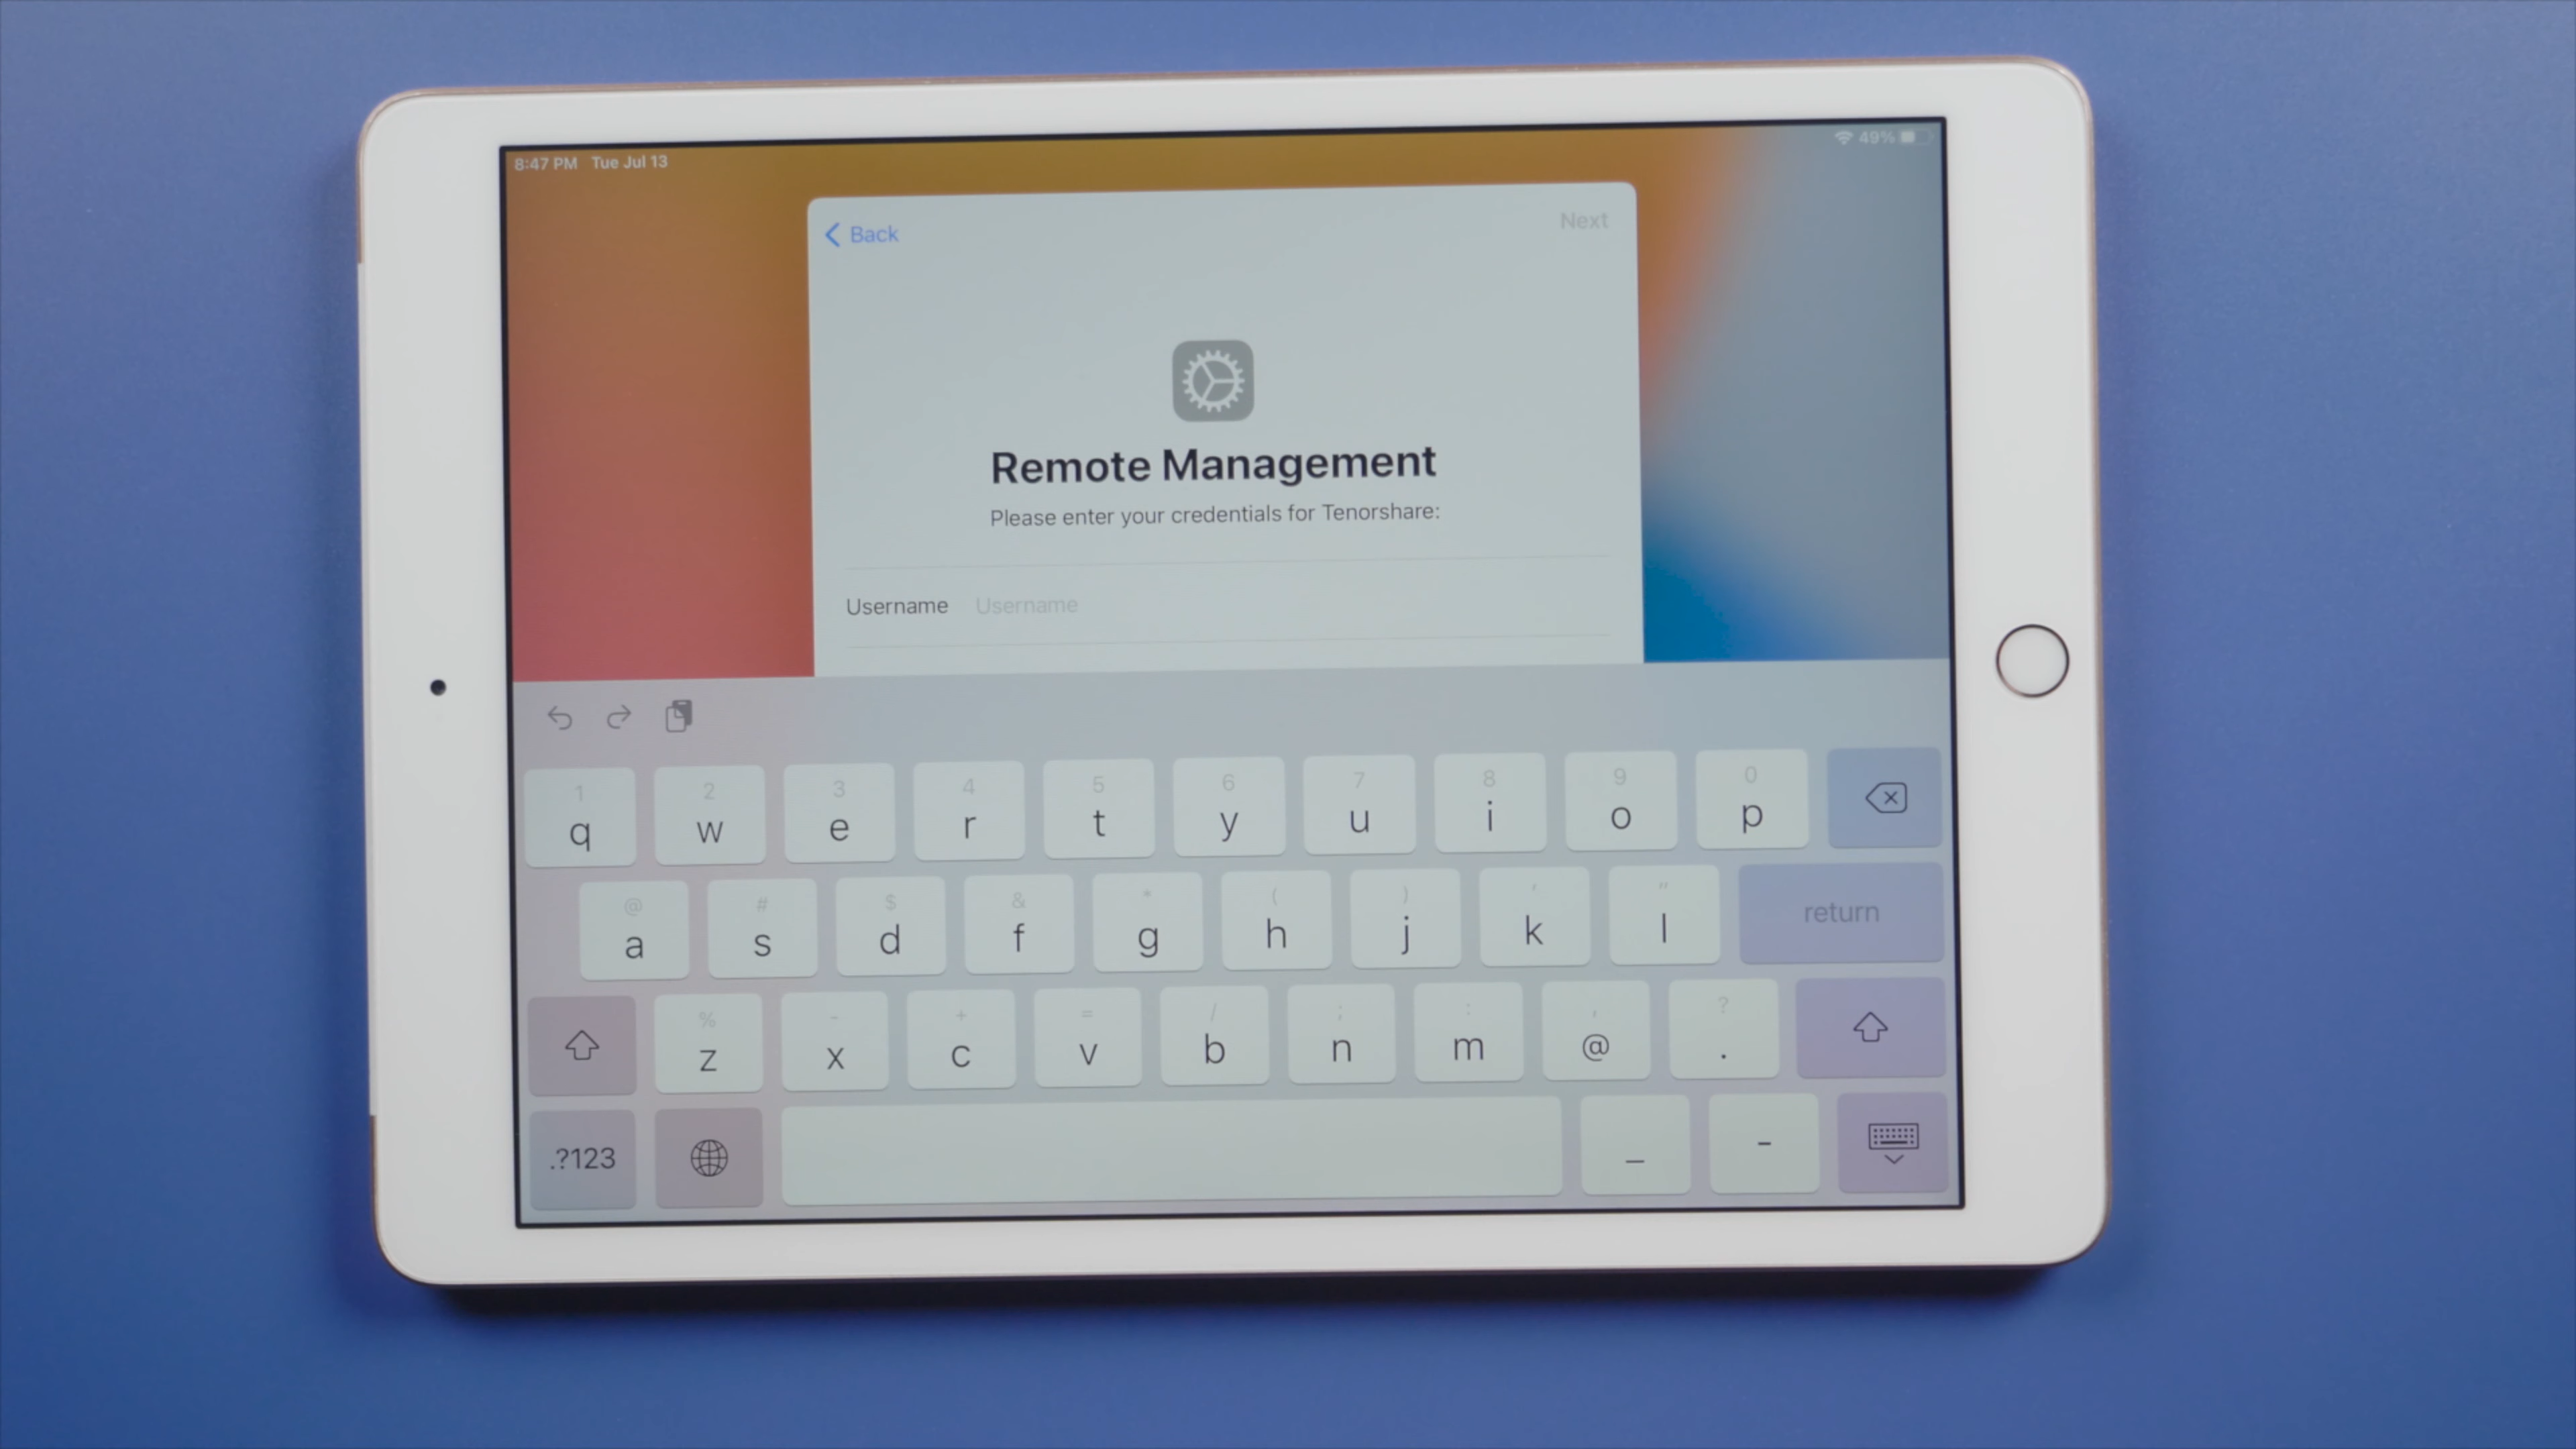 8:47 PM Tue Jul 13
49%
Back
Next
Remote Management
Please enter your credentials for Tenorshare:
Username Username
1 2 3 4 5 6 7 8 9 0
q w e r t y u i o p
@ # $ & * ( ) ' "
a s d f g h j k l return
% - + = / ; : , ?
z x c v b n m @ .
.?123 _ -